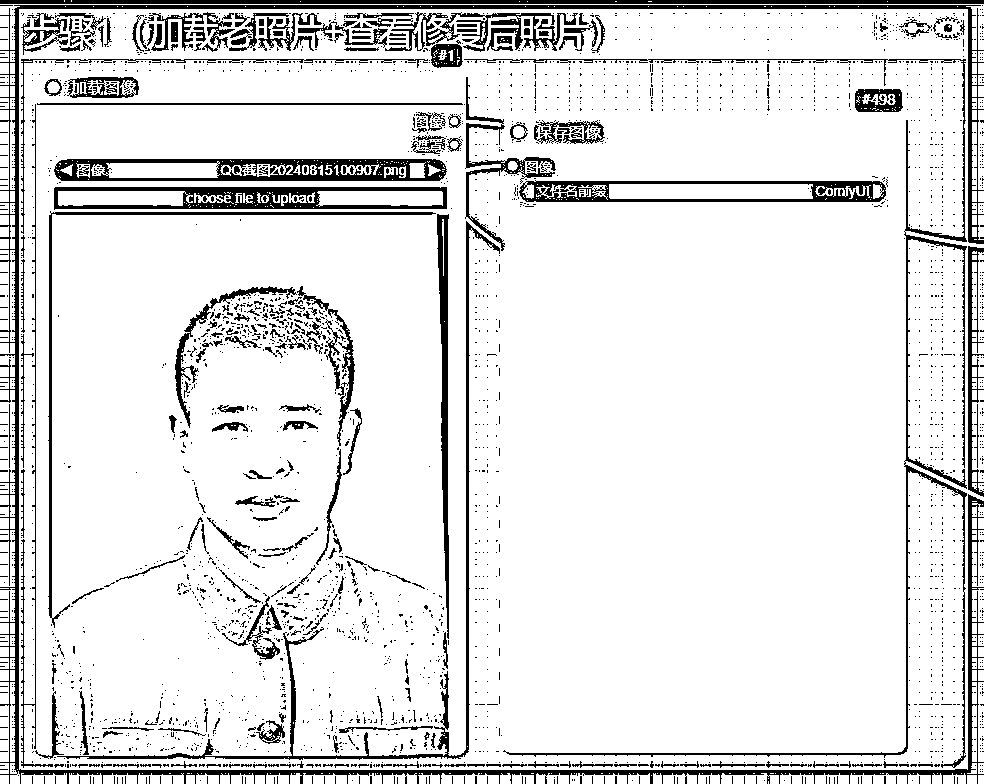 步骤1（加载老照片+查看修复后照片）
#1
加载图像
图像
遮罩
图像
QQ截图20240815100907.png
choose file to upload
#498
保存图像
图像
文件名前缀
ComfyUI